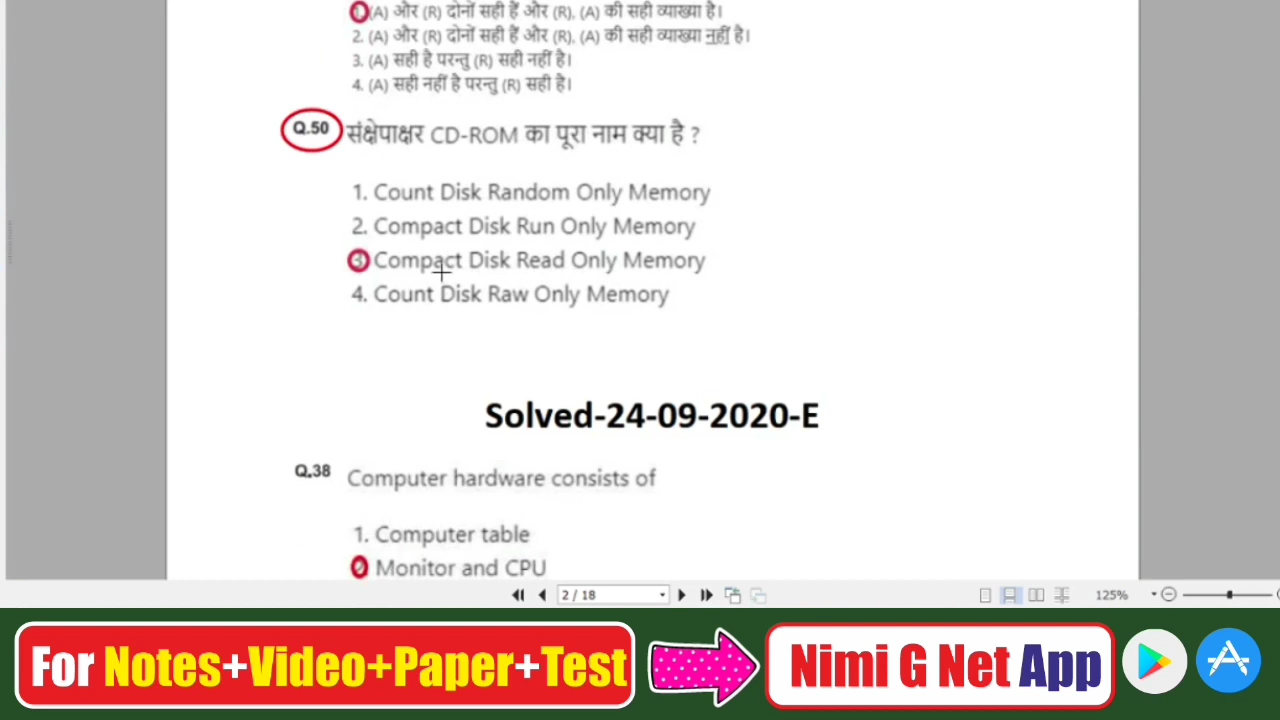 1. (A) और (R) दोनों सही हैं और (R), (A) की सही व्याख्या है।
2. (A) और (R) दोनों सही हैं और (R), (A) की सही व्याख्या नहीं है।
3. (A) सही है परन्तु (R) सही नहीं है।
4. (A) सही नहीं है परन्तु (R) सही है।
Q.50 संक्षेपाक्षर CD-ROM का पूरा नाम क्या है ?
1. Count Disk Random Only Memory
2. Compact Disk Run Only Memory
3. Compact Disk Read Only Memory
4. Count Disk Raw Only Memory
Solved-24-09-2020-E
Q.38 Computer hardware consists of
1. Computer table
2. Monitor and CPU
2 / 18
125%
For Notes+Video+Paper+Test
Nimi G Net App